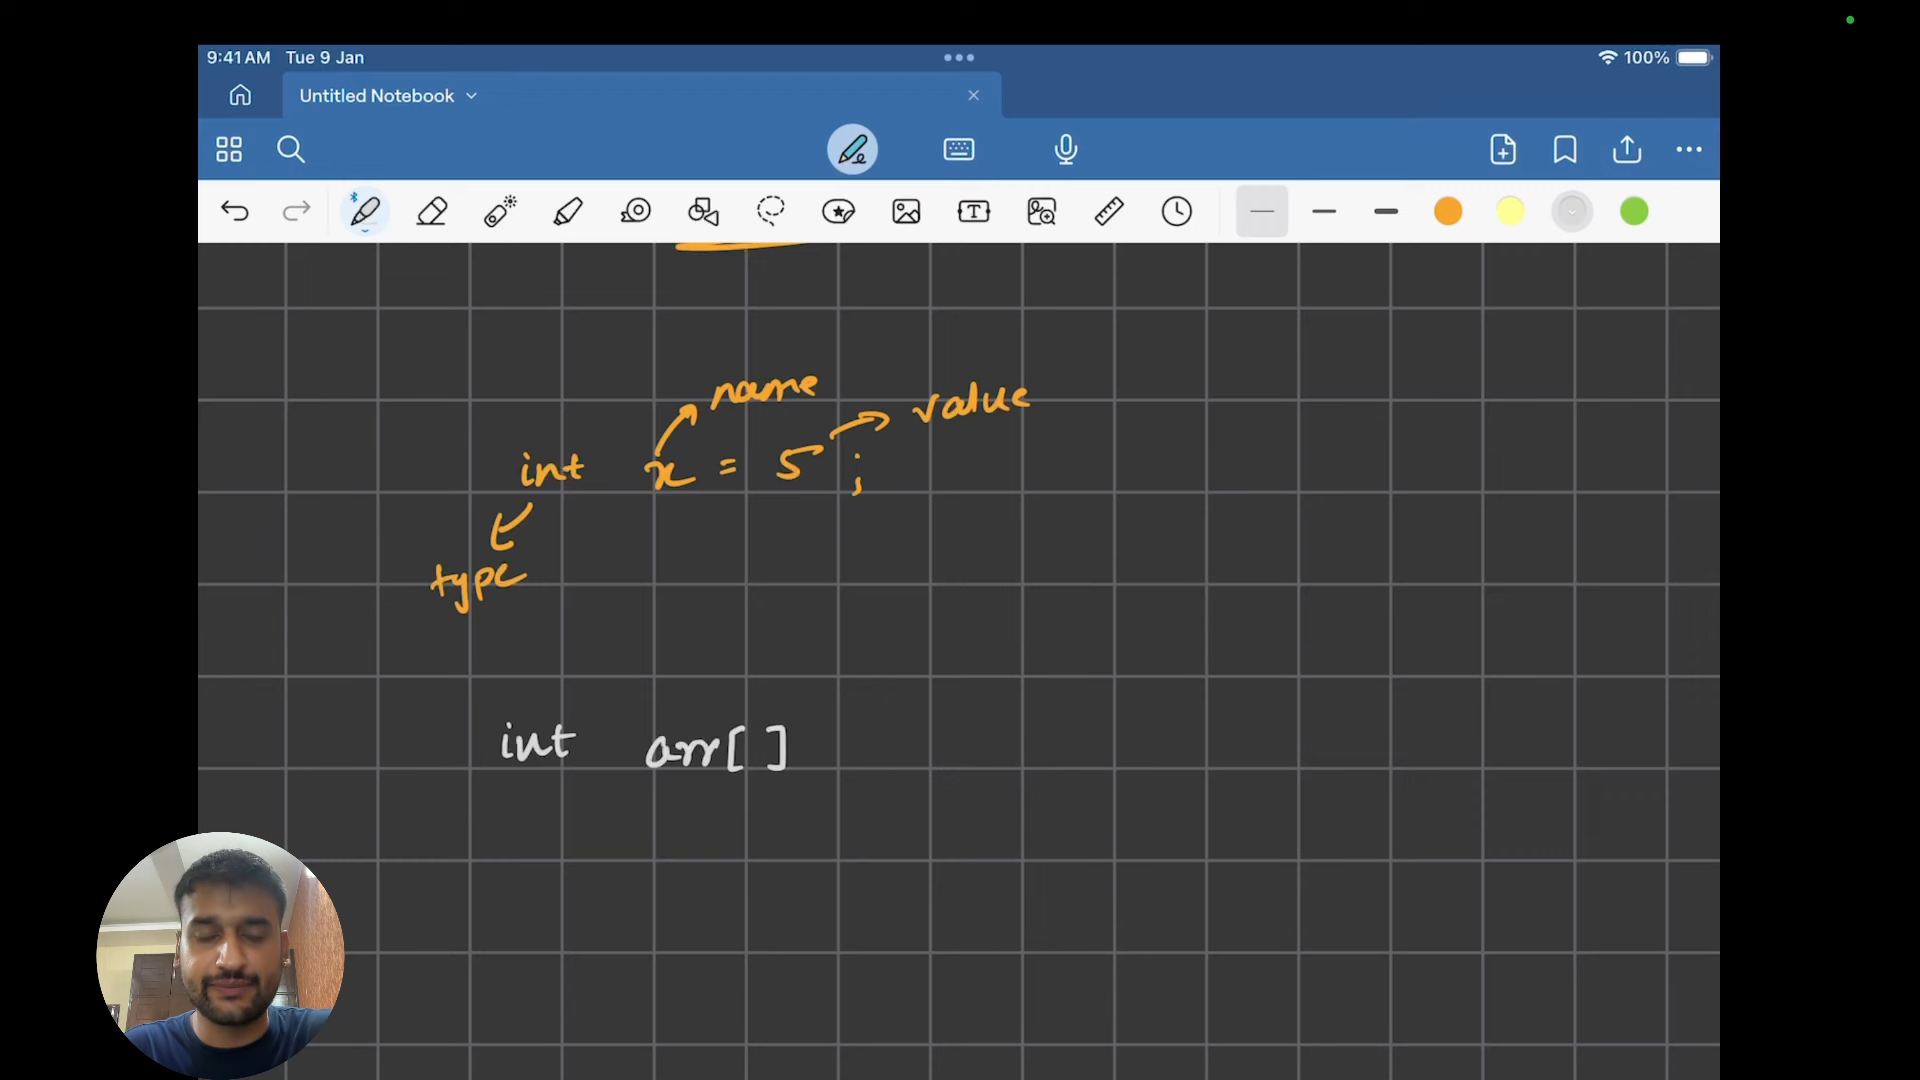 9:41 AM Tue 9 Jan 100%
Untitled Notebook
name
value
int x = 5 ;
type
int arr[ ]